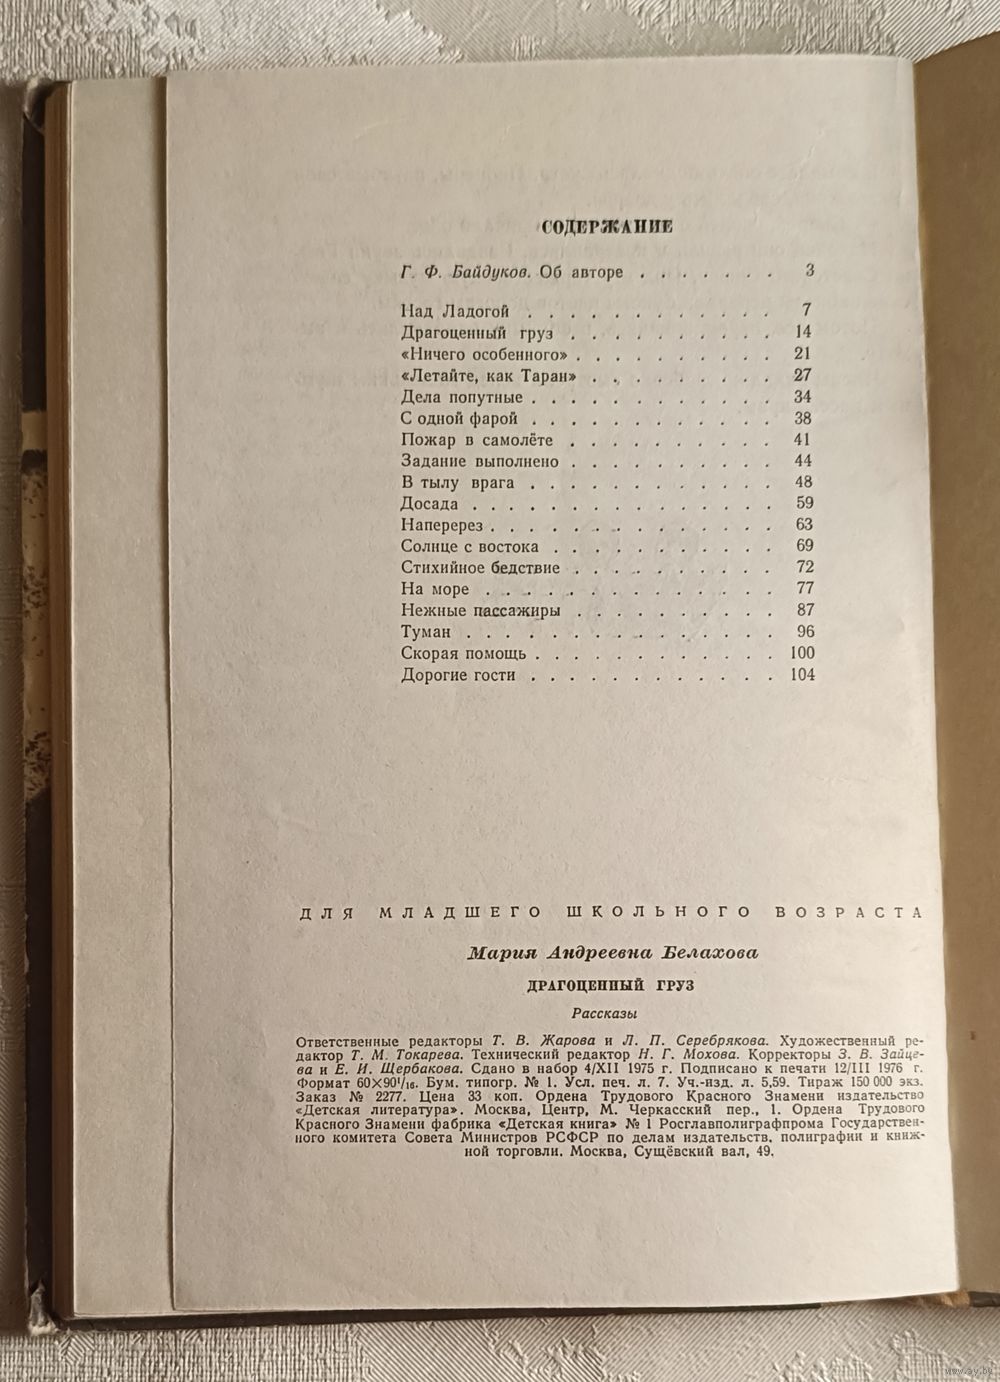 СОДЕРЖАНИЕ
Г. Ф. Байдуков. Об авторе . . . . . . . 3
Над Ладогой . . . . . . . . . . . 7
Драгоценный груз . . . . . . . . . 14
«Ничего особенного» . . . . . . . . . 21
«Летайте, как Таран» . . . . . . . . 27
Дела попутные . . . . . . . . . . . 34
С одной фарой . . . . . . . . . . . 38
Пожар в самолёте . . . . . . . . . 41
Задание выполнено . . . . . . . . . 44
В тылу врага . . . . . . . . . . . 48
Досада . . . . . . . . . . . . . 59
Наперерез . . . . . . . . . . . . 63
Солнце с востока . . . . . . . . . 69
Стихийное бедствие . . . . . . . . . 72
На море . . . . . . . . . . . . 77
Нежные пассажиры . . . . . . . . . 87
Туман . . . . . . . . . . . . . 96
Скорая помощь . . . . . . . . . . . 100
Дорогие гости . . . . . . . . . . . 104
ДЛЯ МЛАДШЕГО ШКОЛЬНОГО ВОЗРАСТА
Мария Андреевна Белахова
ДРАГОЦЕННЫЙ ГРУЗ
Рассказы
Ответственные редакторы Т. В. Жарова и Л. П. Серебрякова. Художественный ре-
дактор Т. М. Токарева. Технический редактор Н. Г. Мохова. Корректоры З. В. Зайце-
ва и Е. И. Щербакова. Сдано в набор 4/XII 1975 г. Подписано к печати 12/III 1976 г.
Формат 60×90¹/₁₆. Бум. типогр. № 1. Усл. печ. л. 7. Уч.-изд. л. 5,59. Тираж 150 000 экз.
Заказ № 2277. Цена 33 коп. Ордена Трудового Красного Знамени издательство
«Детская литература». Москва, Центр, М. Черкасский пер., 1. Ордена Трудового
Красного Знамени фабрика «Детская книга» № 1 Росглавполиграфпрома Государствен-
ного комитета Совета Министров РСФСР по делам издательств, полиграфии и книж-
ной торговли. Москва, Сущёвский вал, 49.
www.ay.by